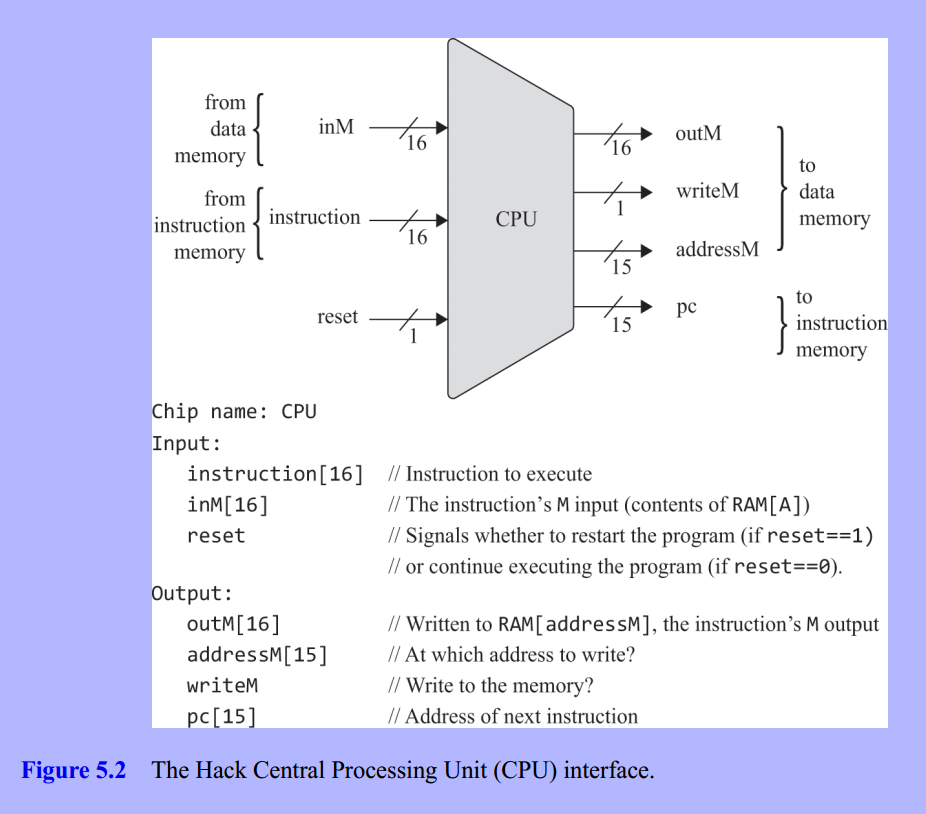 from
data
memory
inM
16
from
instruction
memory
instruction
16
reset
1
CPU
16
outM
1
writeM
15
addressM
15
pc
to
data
memory
to
instruction
memory
Chip name: CPU
Input:
instruction[16] // Instruction to execute
inM[16] // The instruction’s M input (contents of RAM[A])
reset // Signals whether to restart the program (if reset==1)
// or continue executing the program (if reset==0).
Output:
outM[16] // Written to RAM[addressM], the instruction’s M output
addressM[15] // At which address to write?
writeM // Write to the memory?
pc[15] // Address of next instruction
Figure 5.2 The Hack Central Processing Unit (CPU) interface.